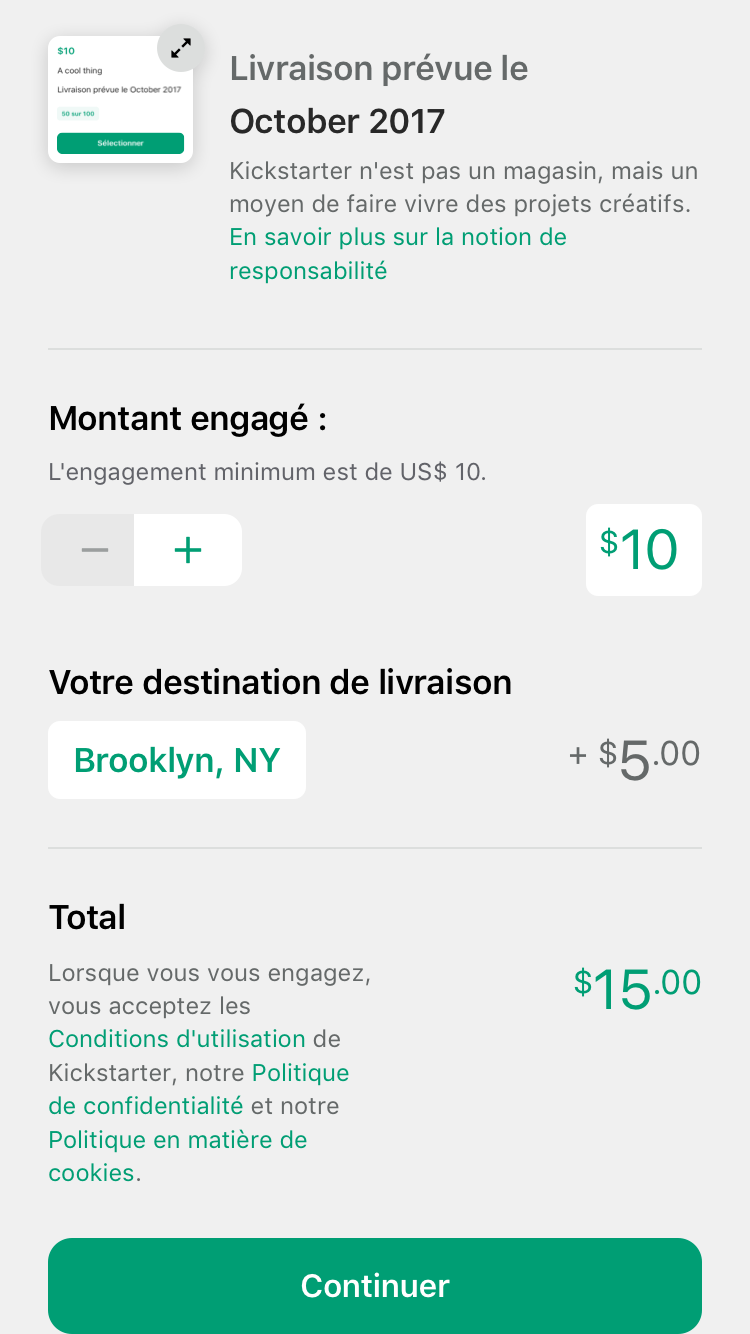 $10
A cool thing
Livraison prévue le October 2017
50 sur 100
Sélectionner
Livraison prévue le
October 2017
Kickstarter n'est pas un magasin, mais un
moyen de faire vivre des projets créatifs.
En savoir plus sur la notion de
responsabilité
Montant engagé :
L'engagement minimum est de US$ 10.
− +
$10
Votre destination de livraison
Brooklyn, NY
+ $5.00
Total
Lorsque vous vous engagez,
vous acceptez les
Conditions d'utilisation de
Kickstarter, notre Politique
de confidentialité et notre
Politique en matière de
cookies.
$15.00
Continuer